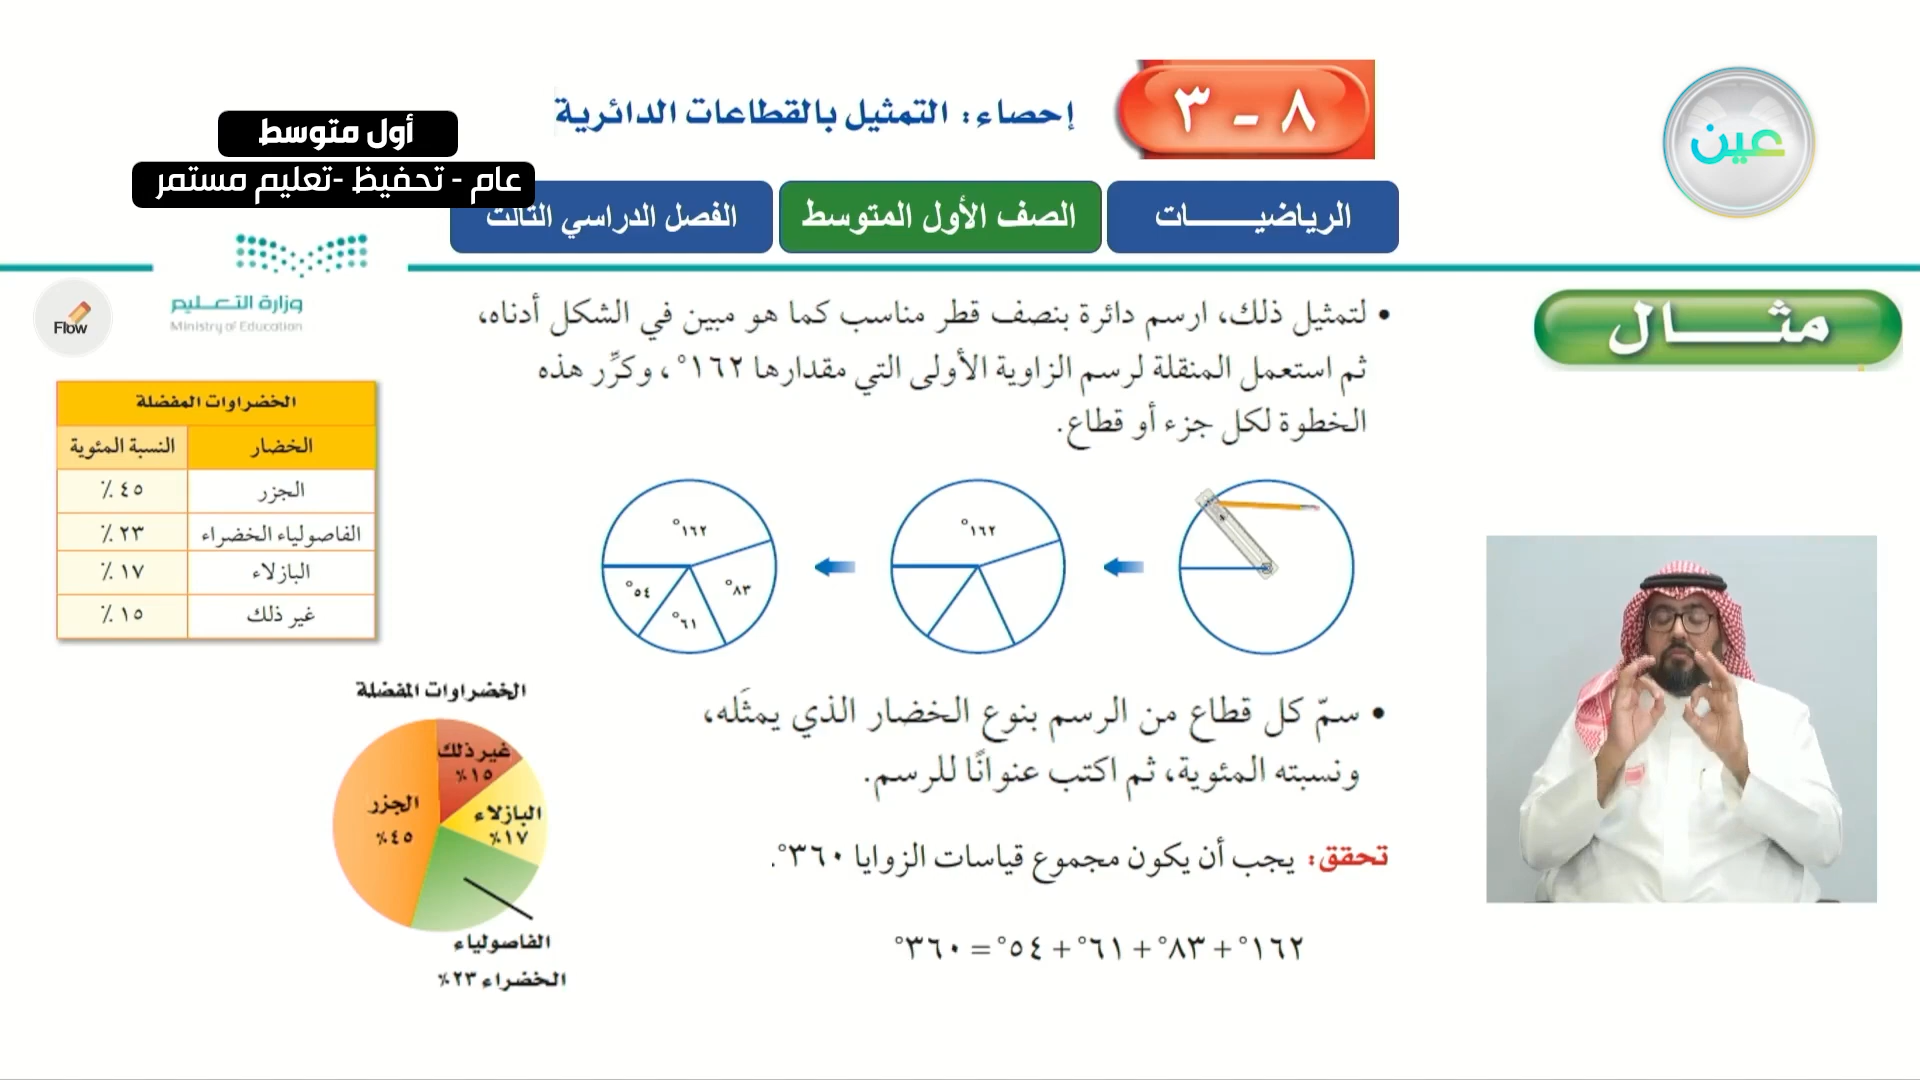 ٨ - ٣
إحصاء: التمثيل بالقطاعات الدائرية
عين
أول متوسط
عام - تحفيظ -تعليم مستمر
الرياضيـــــــات
الصف الأول المتوسط
الفصل الدراسي الثالث
وزارة التعـــليم
Ministry of Education
Flow
مثـــال
• لتمثيل ذلك، ارسم دائرة بنصف قطر مناسب كما هو مبين في الشكل أدناه،
ثم استعمل المنقلة لرسم الزاوية الأولى التي مقدارها ١٦٢°، وكرِّر هذه
الخطوة لكل جزء أو قطاع.
الخضراوات المفضلة
الخضار النسبة المئوية
الجزر ٤٥ ٪
الفاصولياء الخضراء ٢٣ ٪
البازلاء ١٧ ٪
غير ذلك ١٥ ٪
١٦٢°
١٦٢°
٨٣°
٦١°
٥٤°
• سمّ كل قطاع من الرسم بنوع الخضار الذي يمثّله،
ونسبته المئوية، ثم اكتب عنوانًا للرسم.
تحقق: يجب أن يكون مجموع قياسات الزوايا ٣٦٠°.
١٦٢° + ٨٣° + ٦١° + ٥٤° = ٣٦٠°
الخضراوات المفضلة
غير ذلك
١٥٪
البازلاء
١٧٪
الجزر
٤٥٪
الفاصولياء
الخضراء ٢٣٪